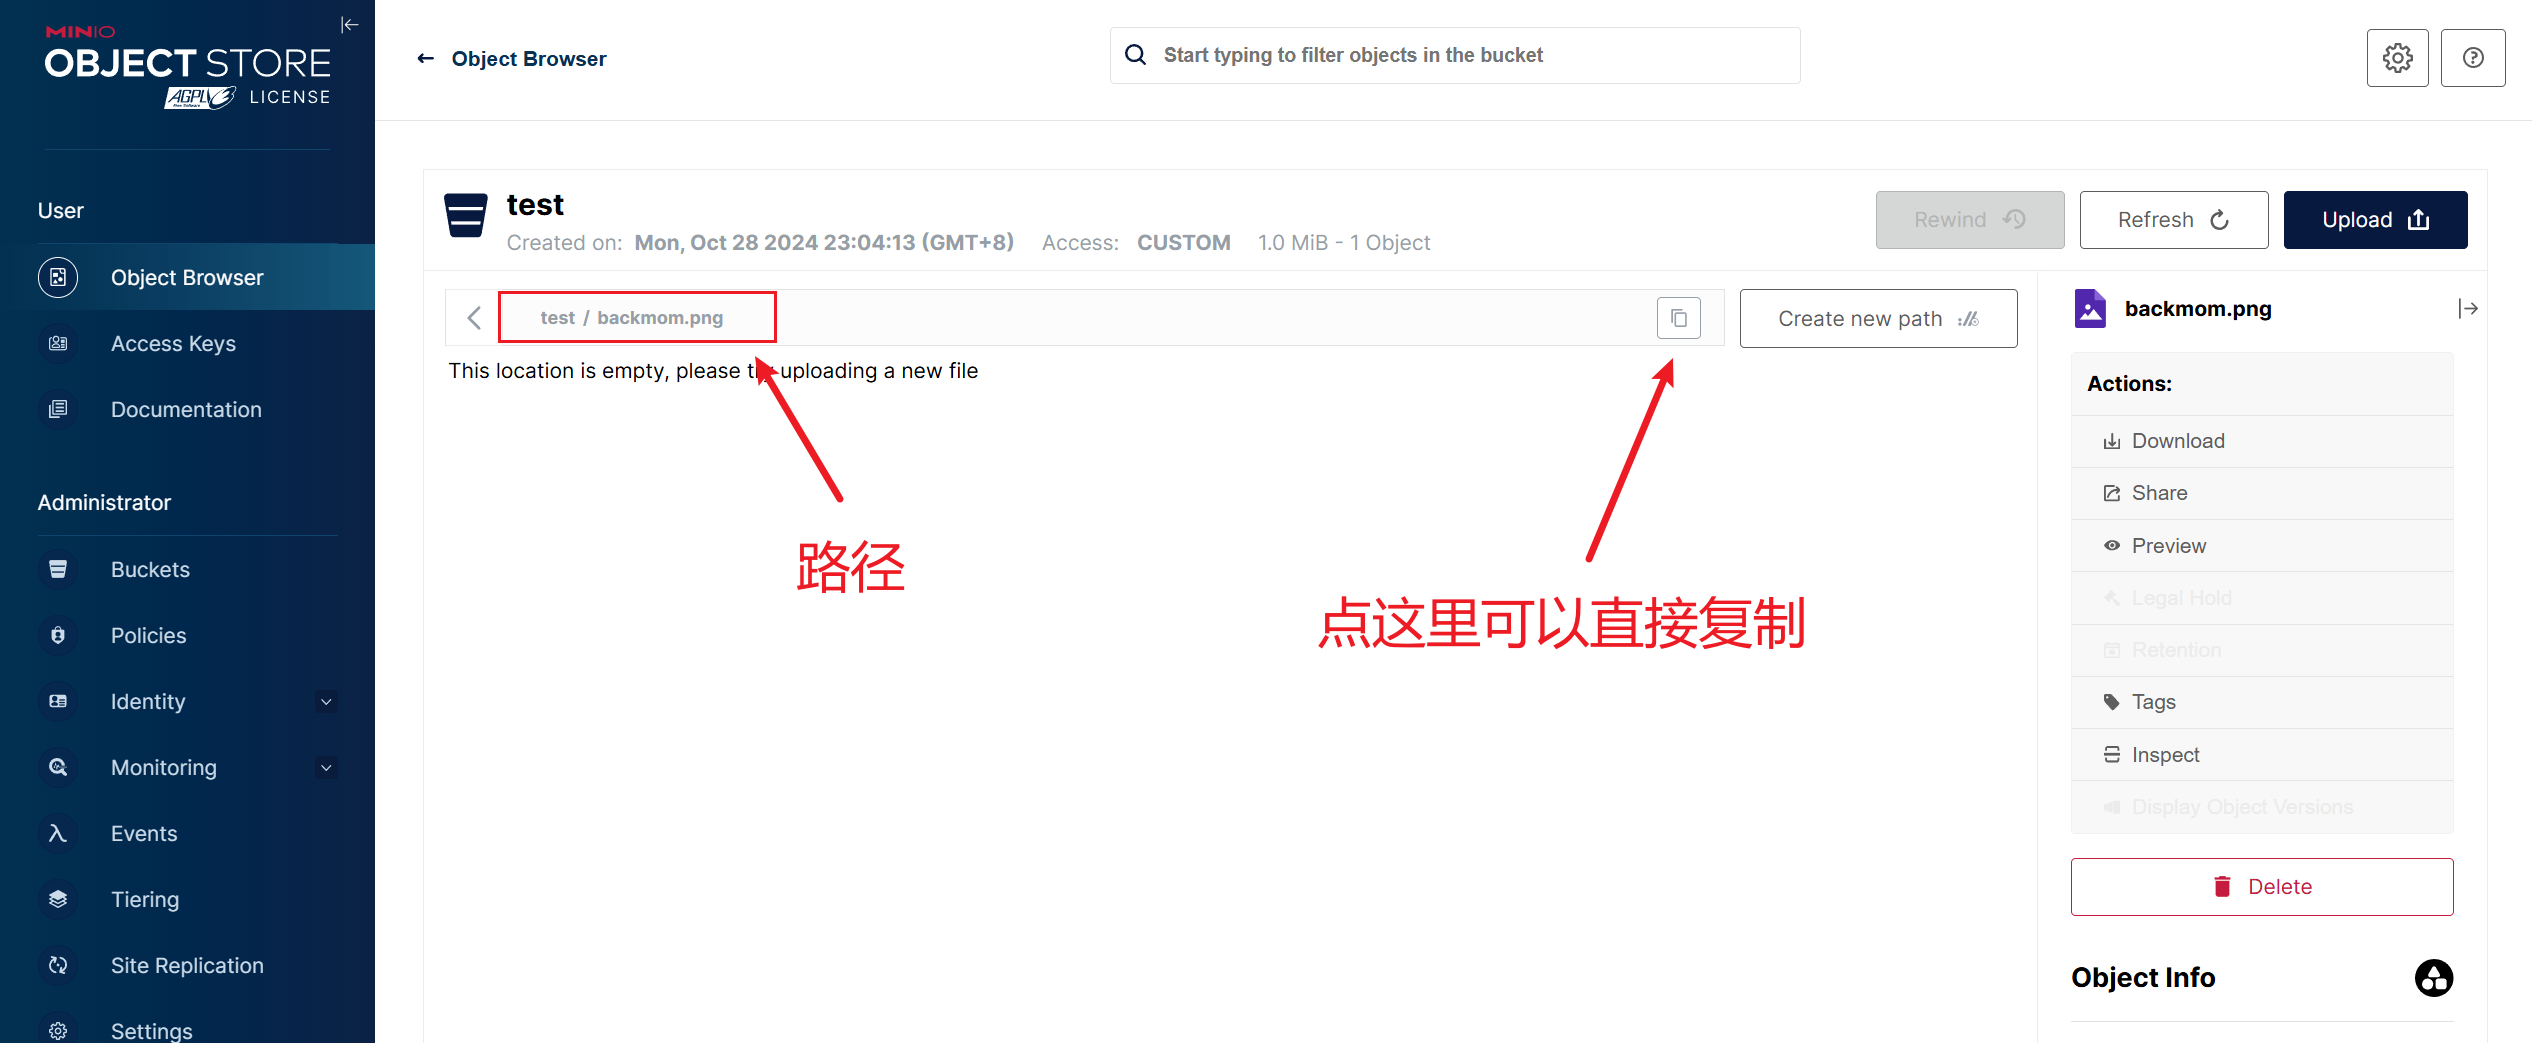 MINIO
OBJECT STORE
AGPLv3 LICENSE
Free Software
User
Object Browser
Access Keys
Documentation
Administrator
Buckets
Policies
Identity
Monitoring
Events
Tiering
Site Replication
Settings
Object Browser
Start typing to filter objects in the bucket
test
Created on: Mon, Oct 28 2024 23:04:13 (GMT+8) Access: CUSTOM 1.0 MiB - 1 Object
Rewind
Refresh
Upload
test / backmom.png
Create new path
This location is empty, please try uploading a new file
路径
点这里可以直接复制
backmom.png
Actions:
Download
Share
Preview
Legal Hold
Retention
Tags
Inspect
Display Object Versions
Delete
Object Info